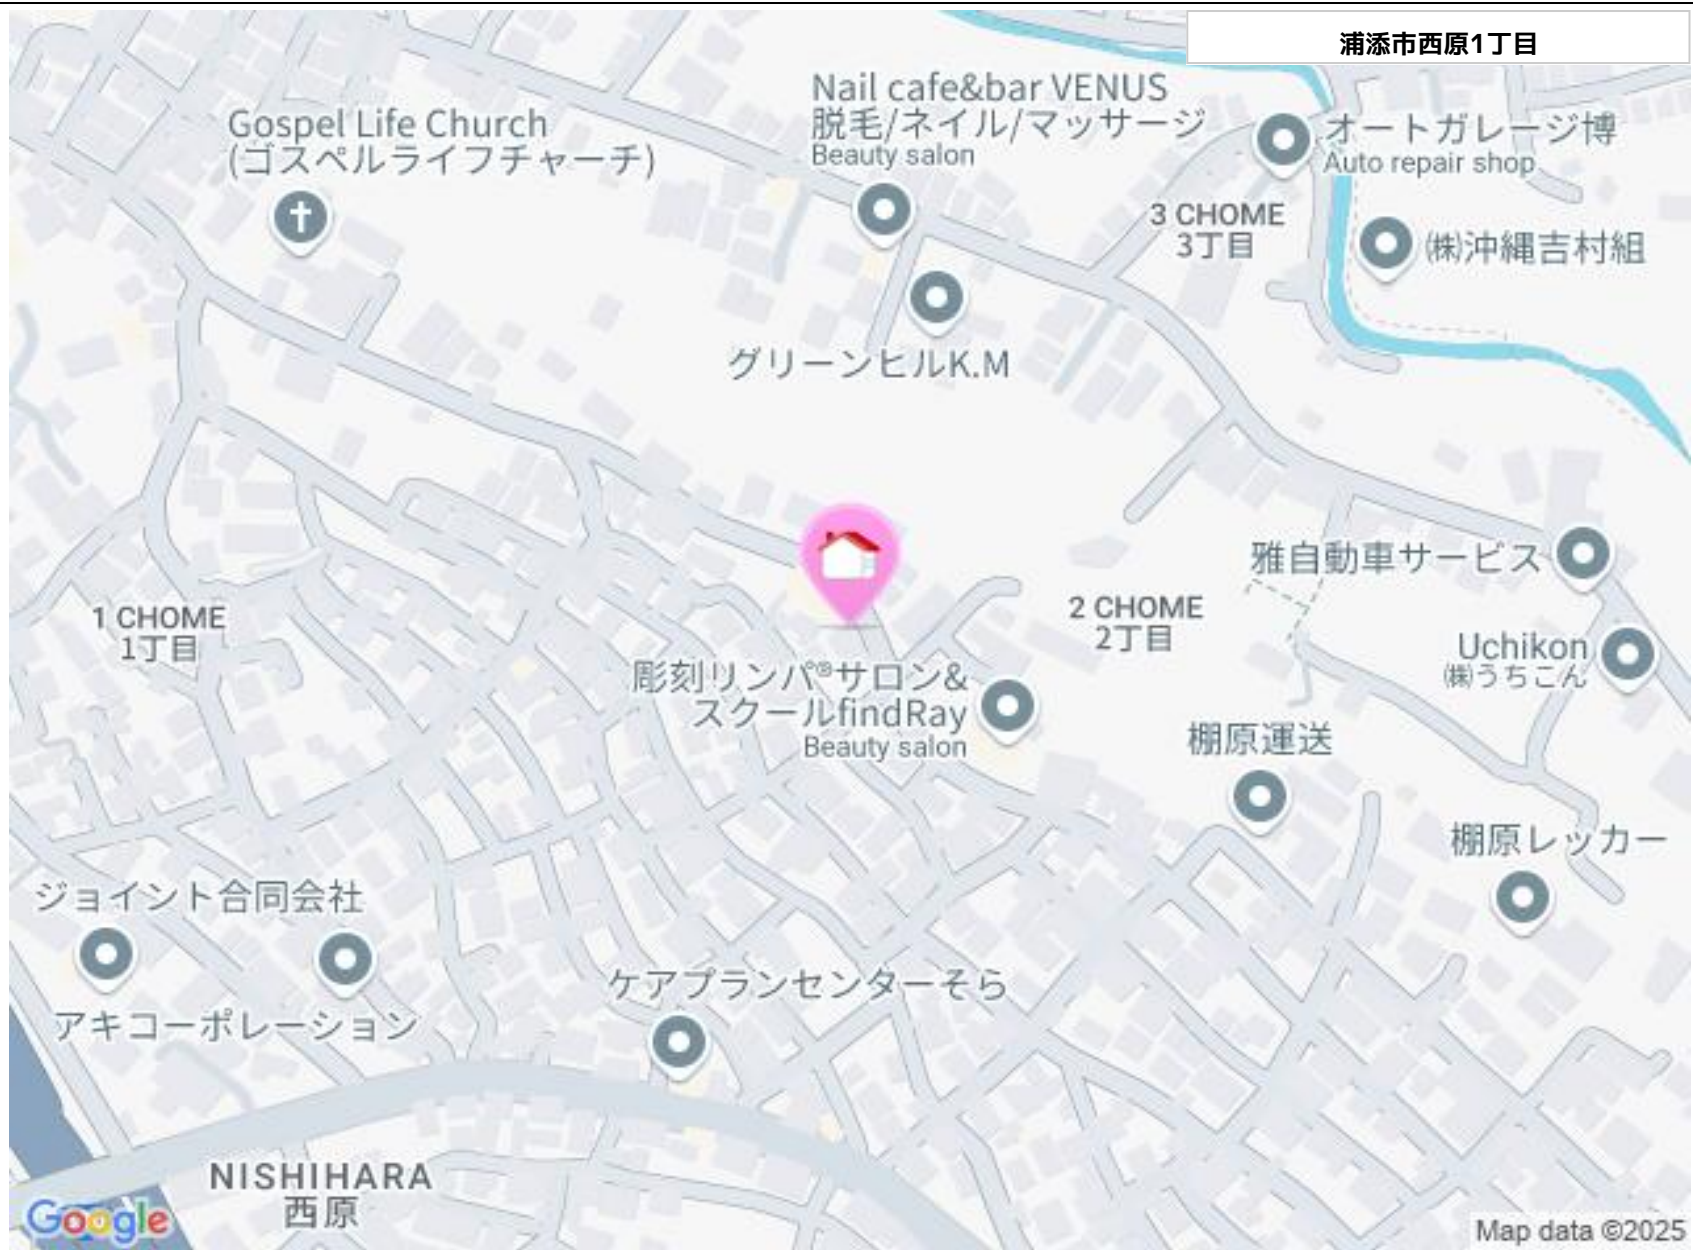 浦添市西原1丁目
Nail cafe&bar VENUS
脱毛/ネイル/マッサージ
Beauty salon
Gospel Life Church
(ゴスペルライフチャーチ)
オートガレージ博
Auto repair shop
3 CHOME
3丁目
㈱沖縄吉村組
グリーンヒルK.M
雅自動車サービス
1 CHOME
1丁目
2 CHOME
2丁目
Uchikon
㈱うちこん
彫刻リンパ®サロン&
スクールfindRay
Beauty salon
棚原運送
棚原レッカー
ジョイント合同会社
ケアプランセンターそら
アキコーポレーション
NISHIHARA
西原
Google
Map data ©2025